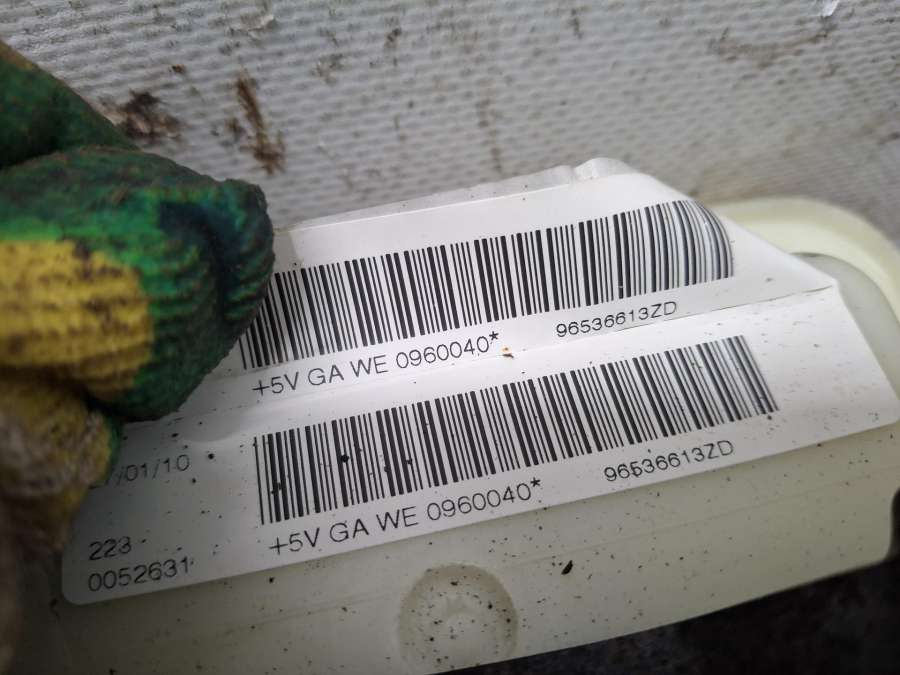 +5V GA WE 0960040* 96536613ZD
/01/10
+5V GA WE 0960040* 96536613ZD
223
0052631